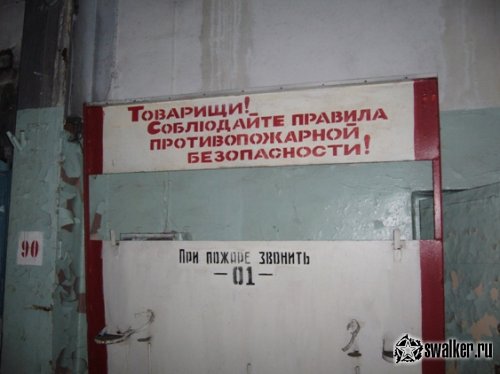 Товарищи!
Соблюдайте правила
противопожарной
безопасности!
При пожаре звонить
-01-
90
swalker.ru